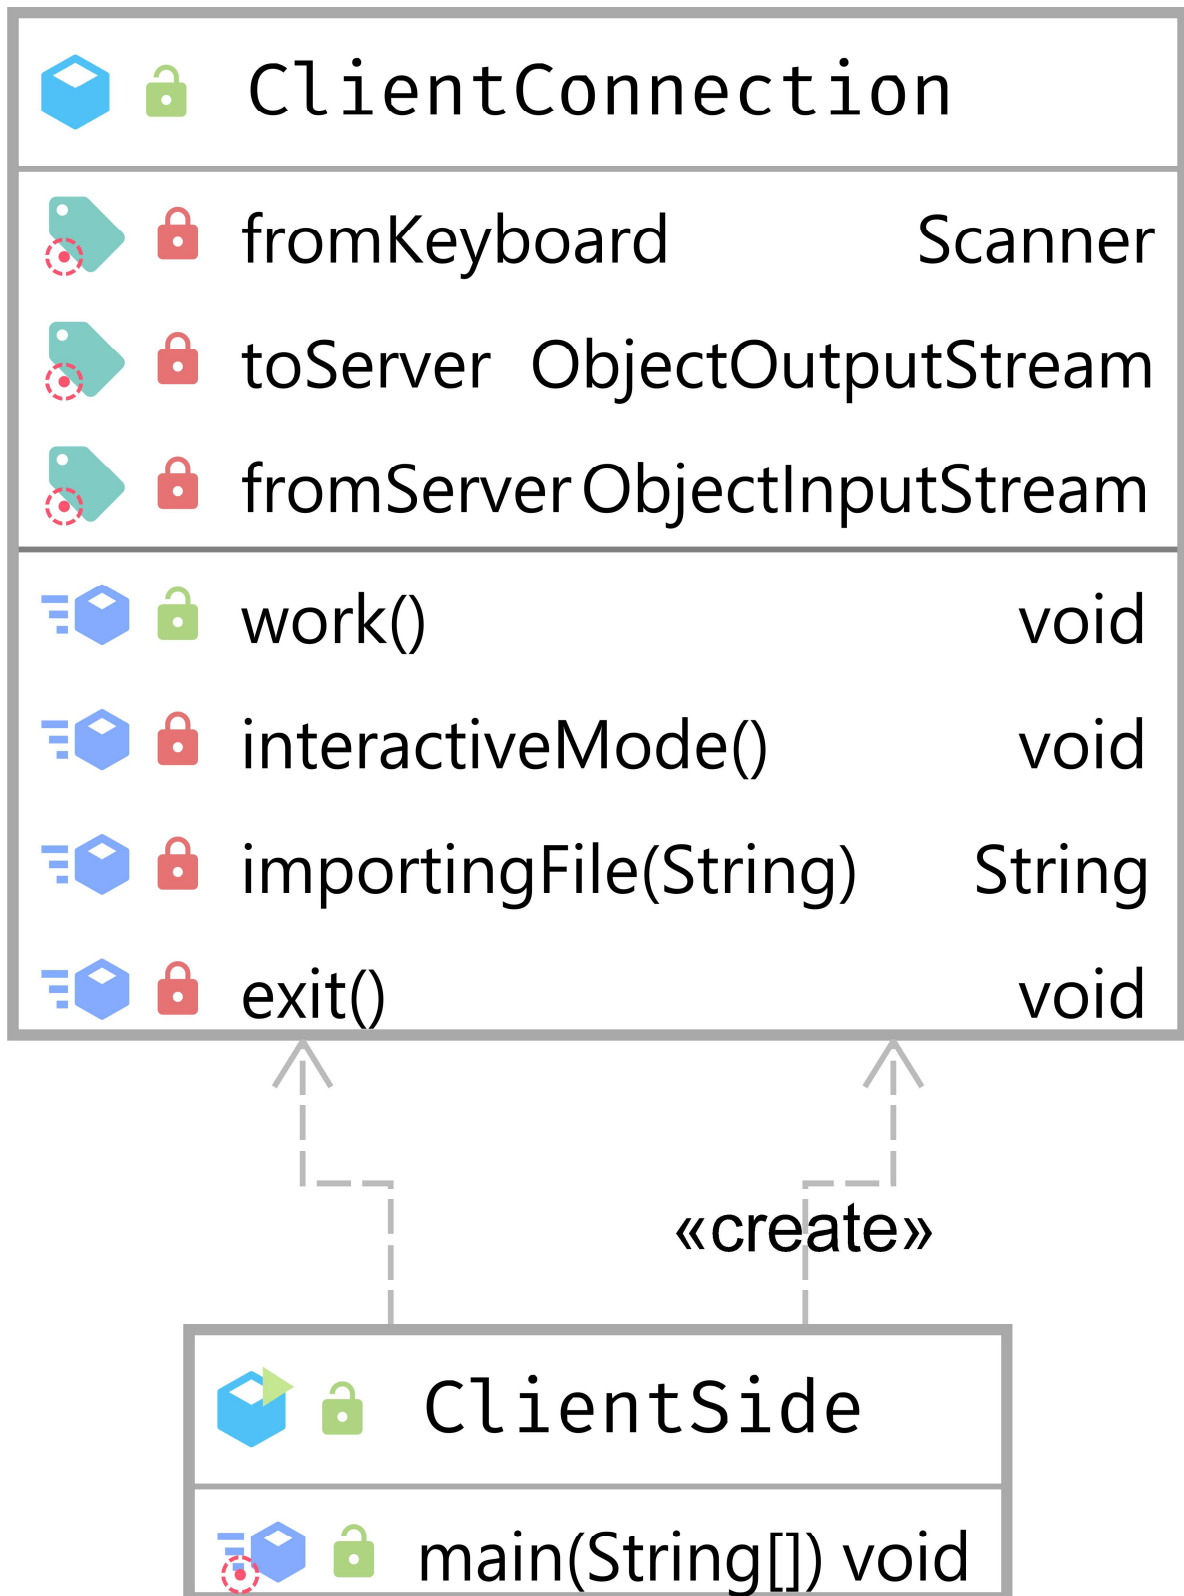 ClientConnection
fromKeyboard Scanner
toServer ObjectOutputStream
fromServer ObjectInputStream
work() void
interactiveMode() void
importingFile(String) String
exit() void
«create»
ClientSide
main(String[]) void